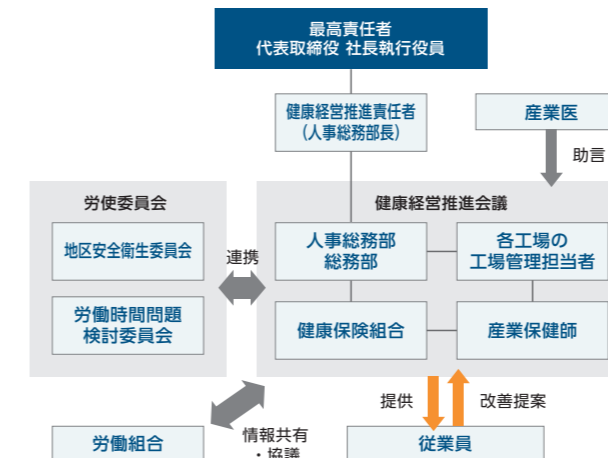 最高責任者
代表取締役 社長執行役員
健康経営推進責任者
（人事総務部長）
産業医
助言
労使委員会
健康経営推進会議
地区安全衛生委員会
連携
人事総務部
総務部
各工場の
工場管理担当者
労働時間問題
検討委員会
健康保険組合
産業保健師
提供
改善提案
情報共有
・協議
労働組合
従業員